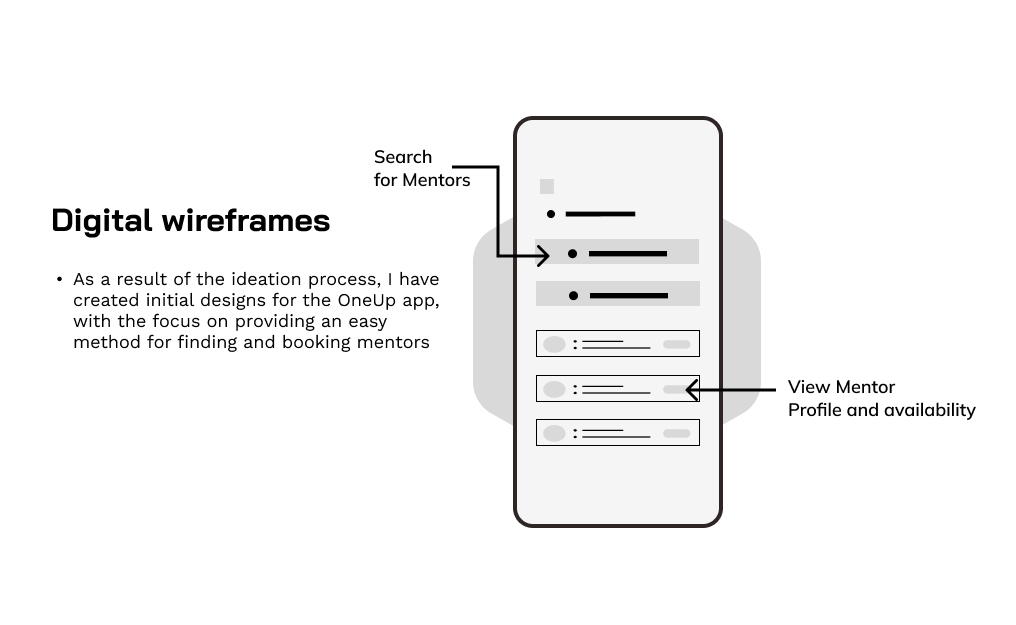 Search
for Mentors
Digital wireframes
• As a result of the ideation process, I have
created initial designs for the OneUp app,
with the focus on providing an easy
method for finding and booking mentors
View Mentor
Profile and availability